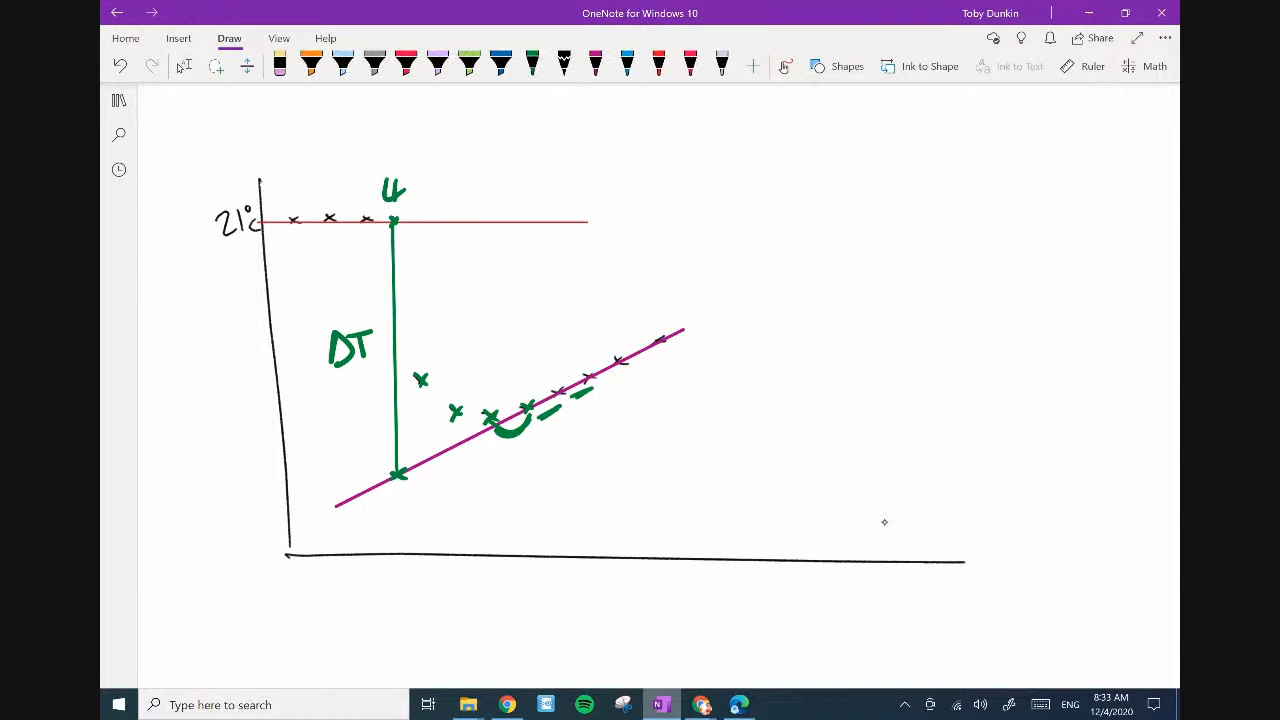 OneNote for Windows 10
Toby Dunkin
Home Insert Draw View Help
Share
Shapes Ink to Shape Ink to Text Ruler Math
4
21°c
DT
Type here to search
ENG
8:33 AM
12/4/2020